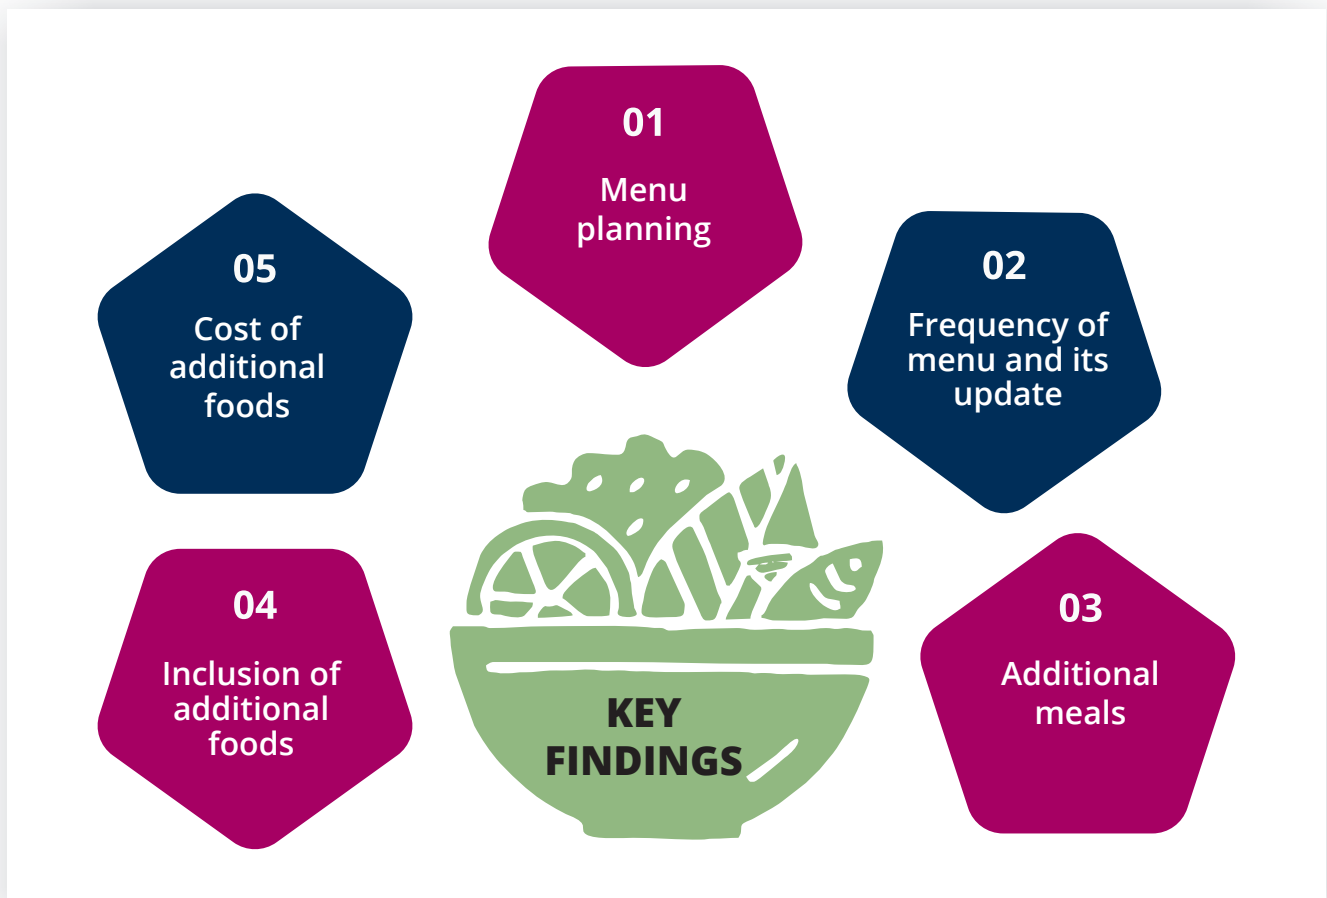 01
Menu
planning
02
Frequency of
menu and its
update
03
Additional
meals
04
Inclusion of
additional
foods
05
Cost of
additional
foods
KEY
FINDINGS